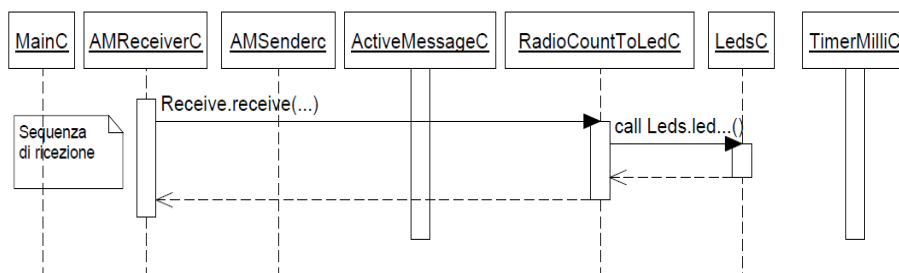 MainC
AMReceiverC
AMSenderc
ActiveMessageC
RadioCountToLedC
LedsC
TimerMilliC
Receive.receive(...)
call Leds.led...()
Sequenza
di ricezione